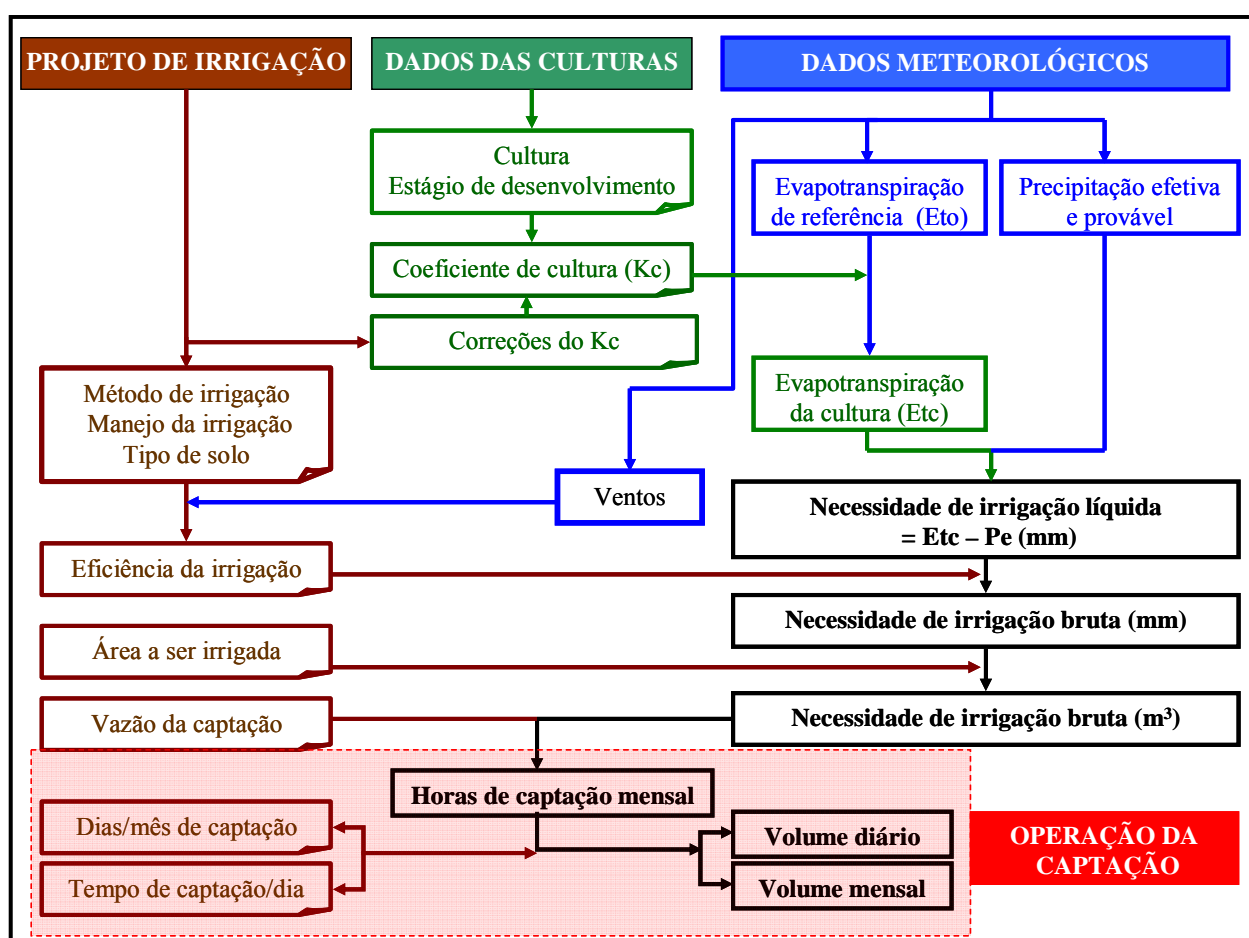 PROJETO DE IRRIGAÇÃO
DADOS DAS CULTURAS
DADOS METEOROLÓGICOS
Cultura
Estágio de desenvolvimento
Evapotranspiração
de referência (Eto)
Precipitação efetiva
e provável
Coeficiente de cultura (Kc)
Correções do Kc
Método de irrigação
Manejo da irrigação
Tipo de solo
Evapotranspiração
da cultura (Etc)
Ventos
Necessidade de irrigação líquida
= Etc – Pe (mm)
Eficiência da irrigação
Necessidade de irrigação bruta (mm)
Área a ser irrigada
Vazão da captação
Necessidade de irrigação bruta (m³)
Horas de captação mensal
Dias/mês de captação
Volume diário
OPERAÇÃO DA
CAPTAÇÃO
Tempo de captação/dia
Volume mensal